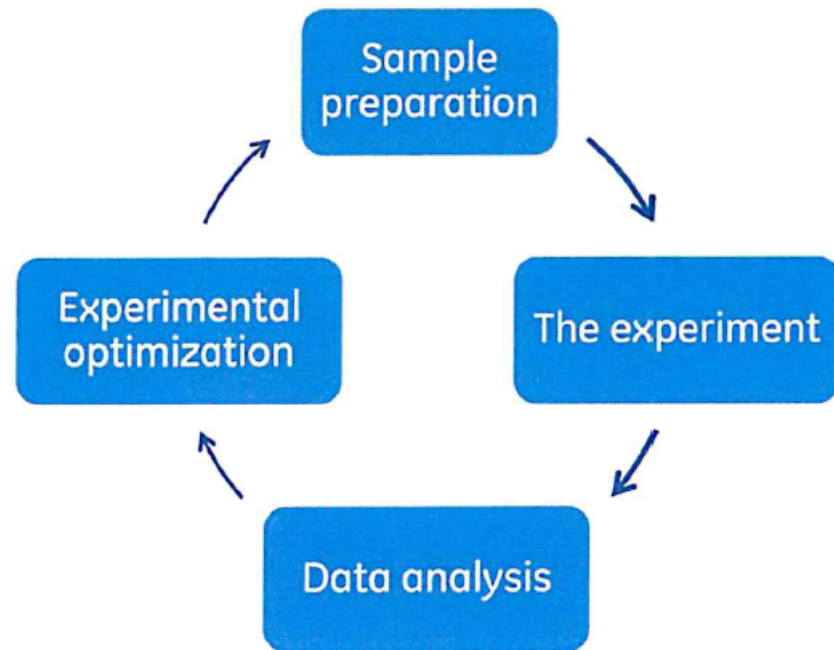 Sample
preparation
The experiment
Data analysis
Experimental
optimization